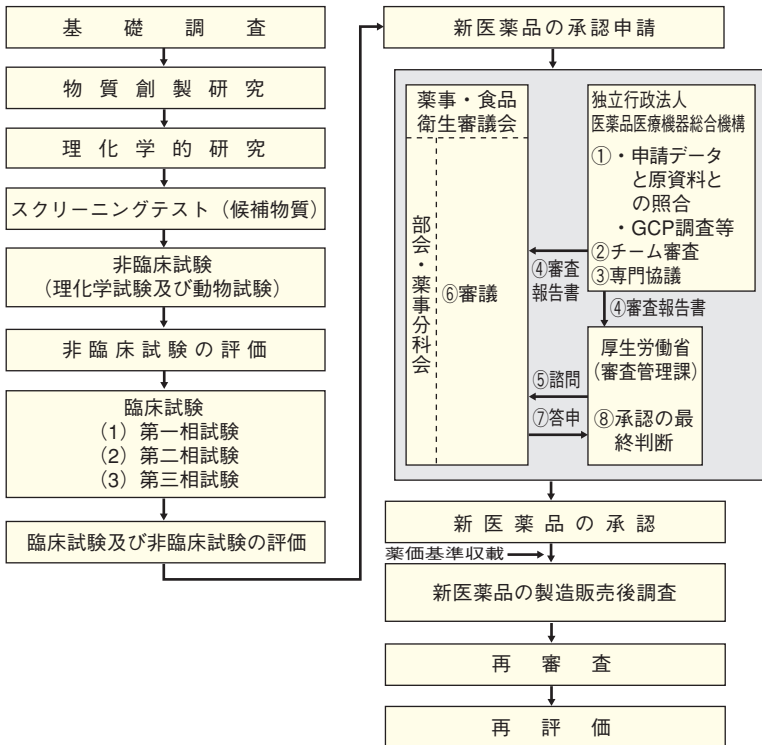 基礎調査
物質創製研究
理化学的研究
スクリーニングテスト（候補物質）
非臨床試験
（理化学試験及び動物試験）
非臨床試験の評価
臨床試験
（1）第一相試験
（2）第二相試験
（3）第三相試験
臨床試験及び非臨床試験の評価
新医薬品の承認申請
薬事・食品
衛生審議会
部会・薬事分科会
⑥審議
独立行政法人
医薬品医療機器総合機構
①・申請データ
と原資料と
の照合
・GCP調査等
②チーム審査
③専門協議
④審査
報告書
④審査報告書
厚生労働省
（審査管理課）
⑤諮問
⑦答申
⑧承認の最
終判断
新医薬品の承認
薬価基準収載
新医薬品の製造販売後調査
再審査
再評価